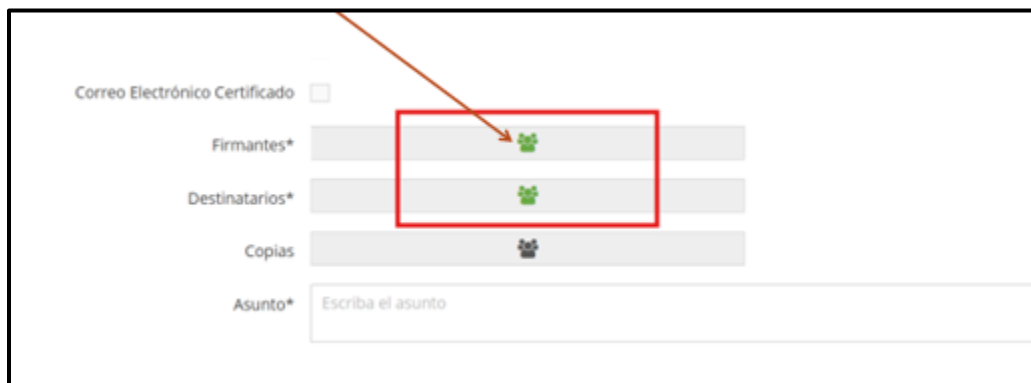 Correo Electrónico Certificado
Firmantes*
Destinatarios*
Copias
Asunto*
Escriba el asunto